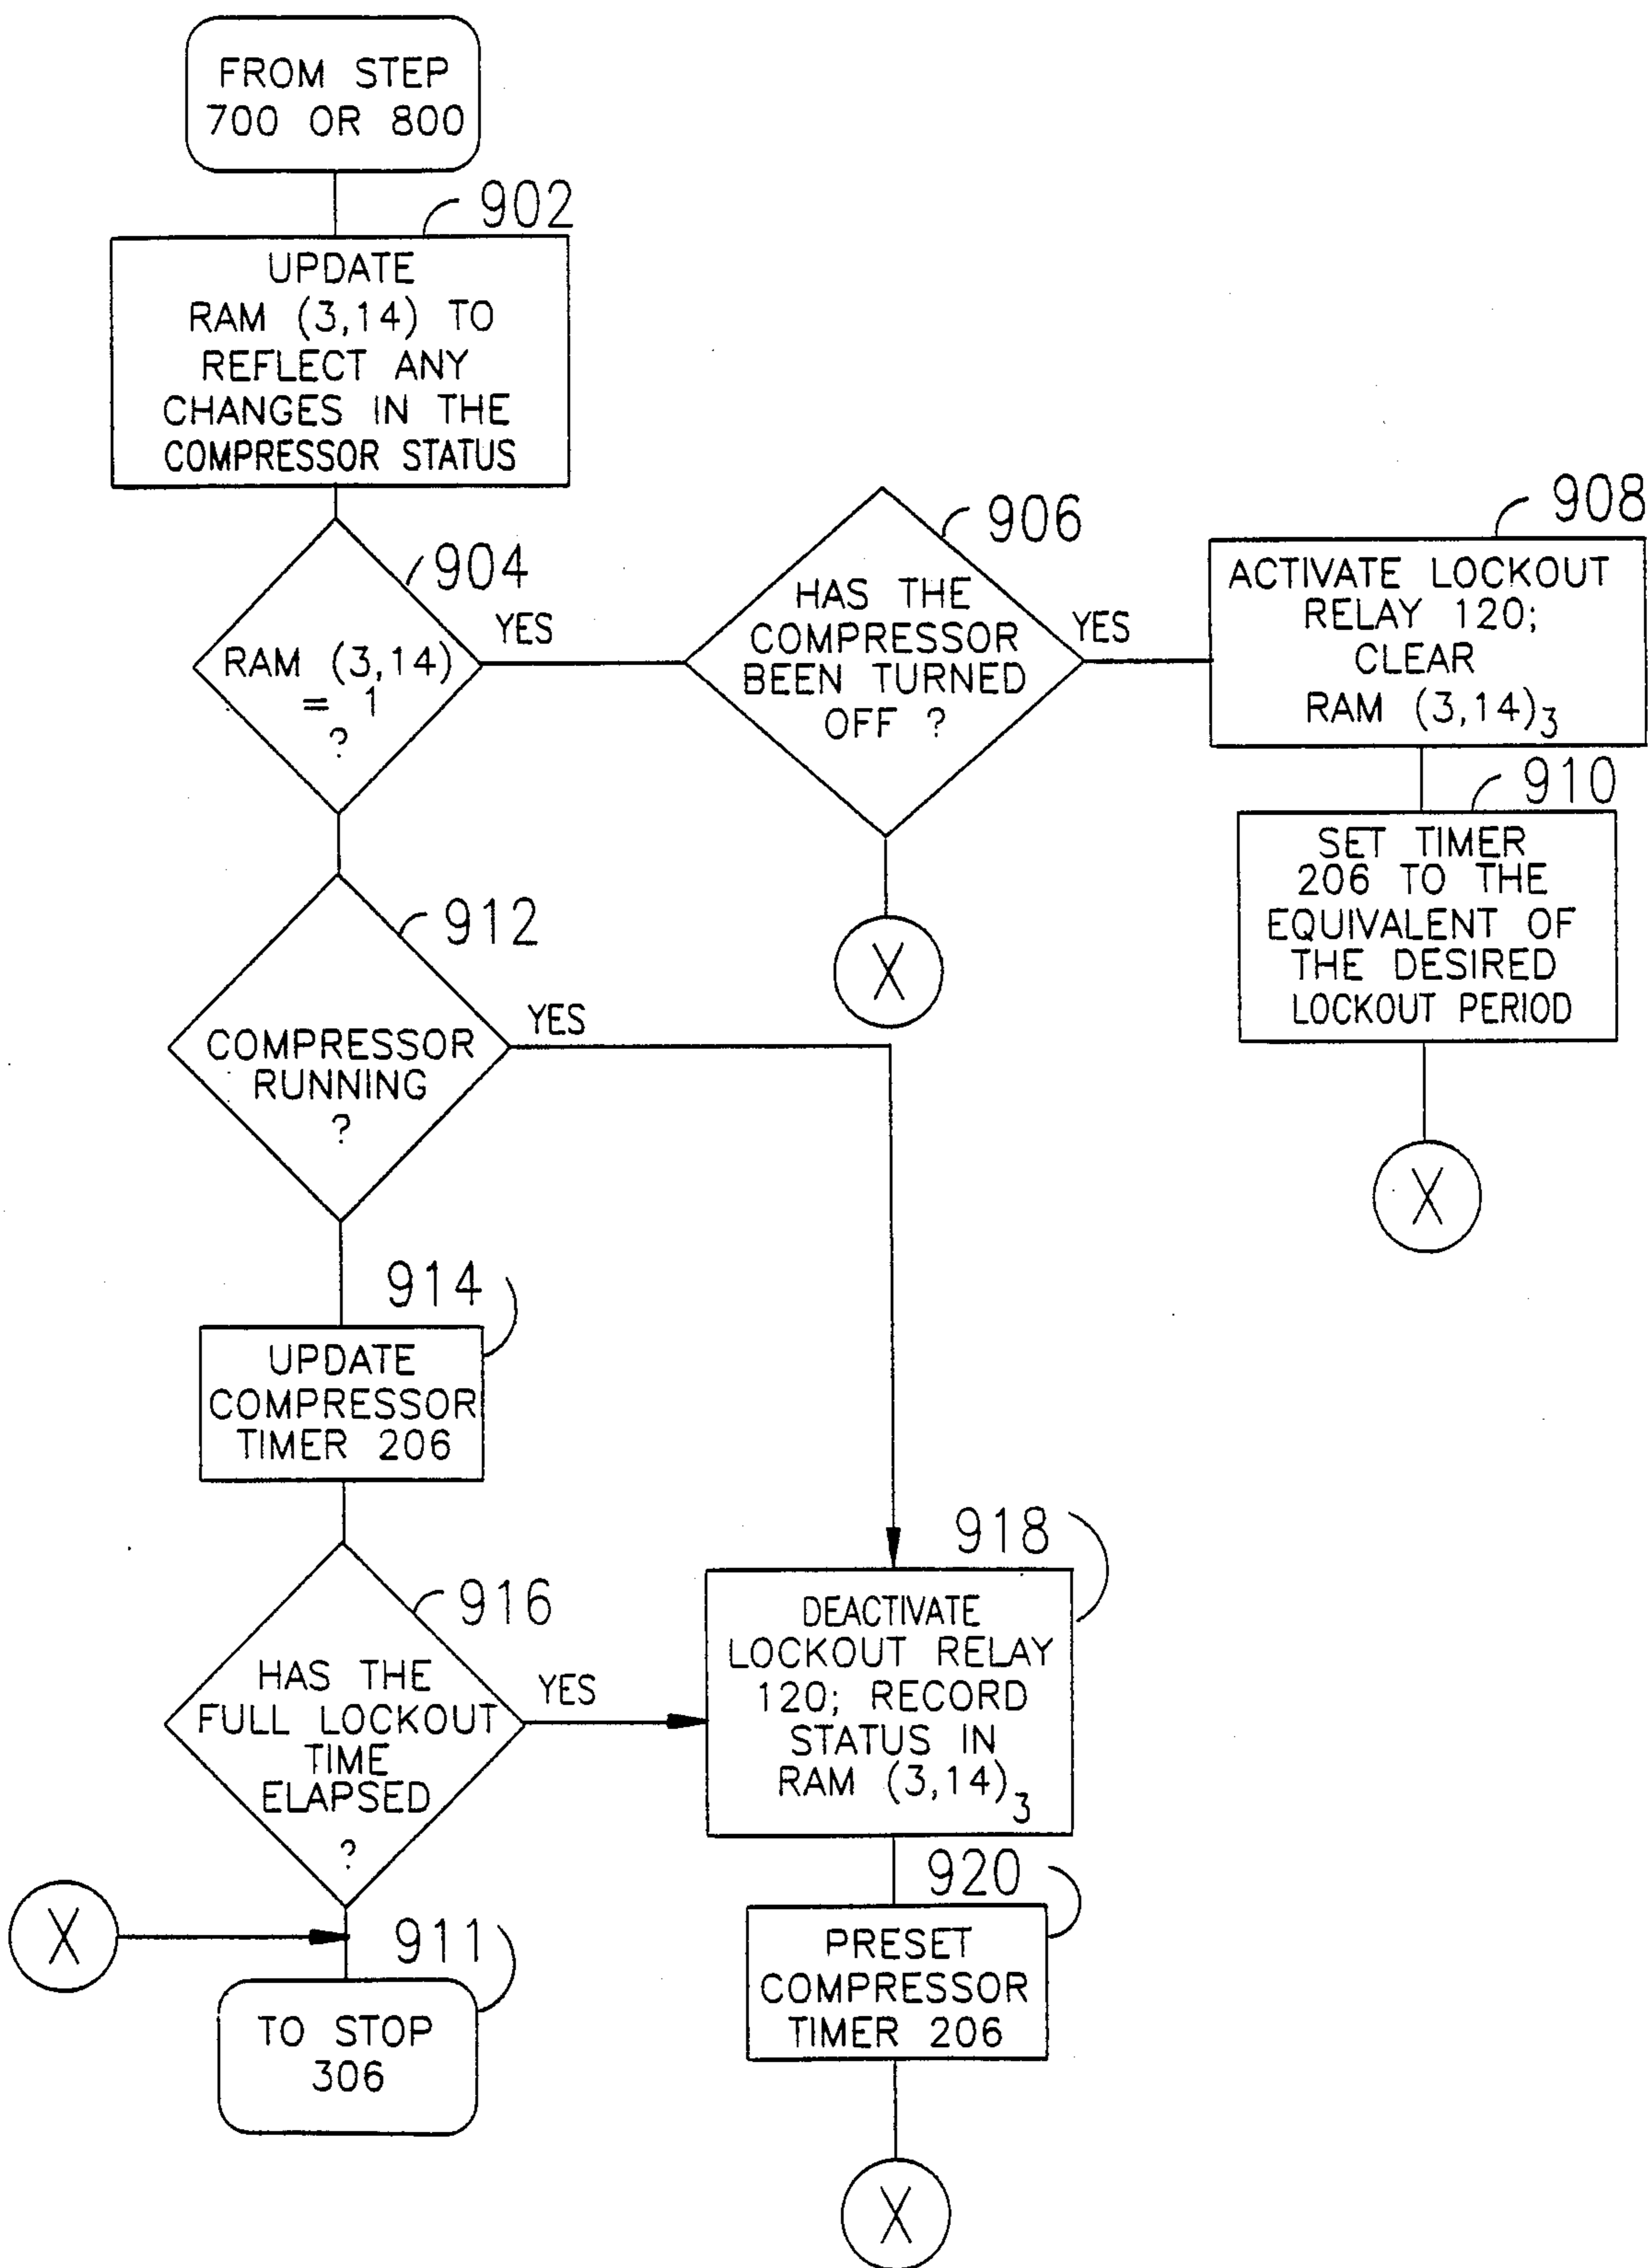 FROM STEP
700 OR 800
902
UPDATE
RAM (3,14) TO
REFLECT ANY
CHANGES IN THE
COMPRESSOR STATUS
904
RAM (3,14)
= 1
?
YES
906
HAS THE
COMPRESSOR
BEEN TURNED
OFF ?
YES
X
908
ACTIVATE LOCKOUT
RELAY 120;
CLEAR
RAM (3,14)3
910
SET TIMER
206 TO THE
EQUIVALENT OF
THE DESIRED
LOCKOUT PERIOD
X
912
COMPRESSOR
RUNNING
?
YES
914
UPDATE
COMPRESSOR
TIMER 206
916
HAS THE
FULL LOCKOUT
TIME
ELAPSED
?
YES
918
DEACTIVATE
LOCKOUT RELAY
120; RECORD
STATUS IN
RAM (3,14)3
920
PRESET
COMPRESSOR
TIMER 206
X
X
911
TO STOP
306